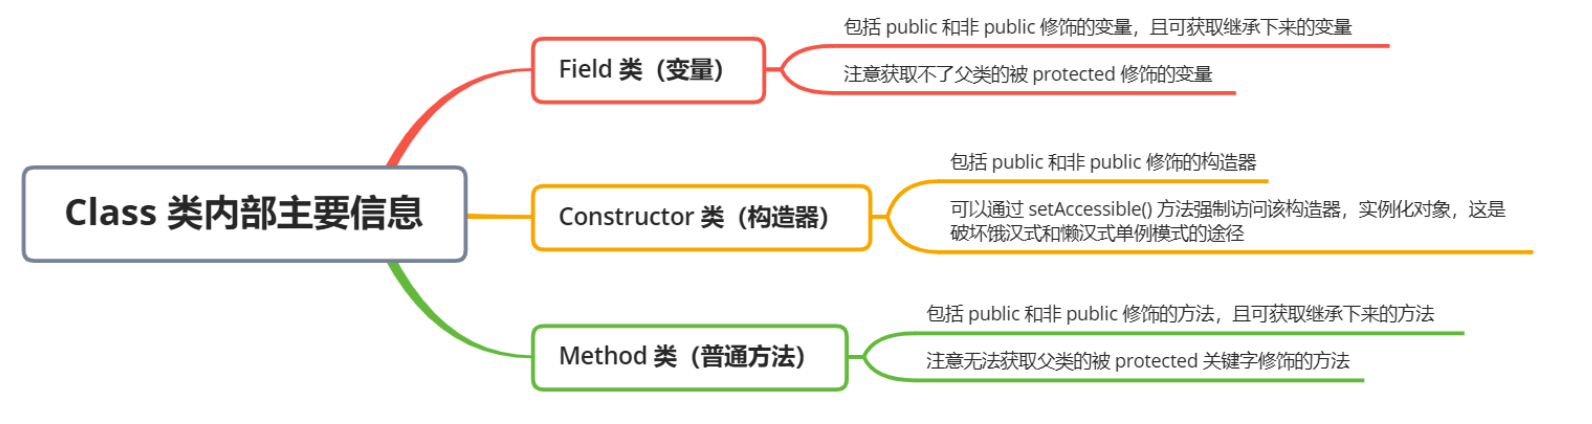 Class 类内部主要信息
Field 类（变量）
包括 public 和非 public 修饰的变量，且可获取继承下来的变量
注意获取不了父类的被 protected 修饰的变量
Constructor 类（构造器）
包括 public 和非 public 修饰的构造器
可以通过 setAccessible() 方法强制访问该构造器，实例化对象，这是
破坏饿汉式和懒汉式单例模式的途径
Method 类（普通方法）
包括 public 和非 public 修饰的方法，且可获取继承下来的方法
注意无法获取父类的被 protected 关键字修饰的方法